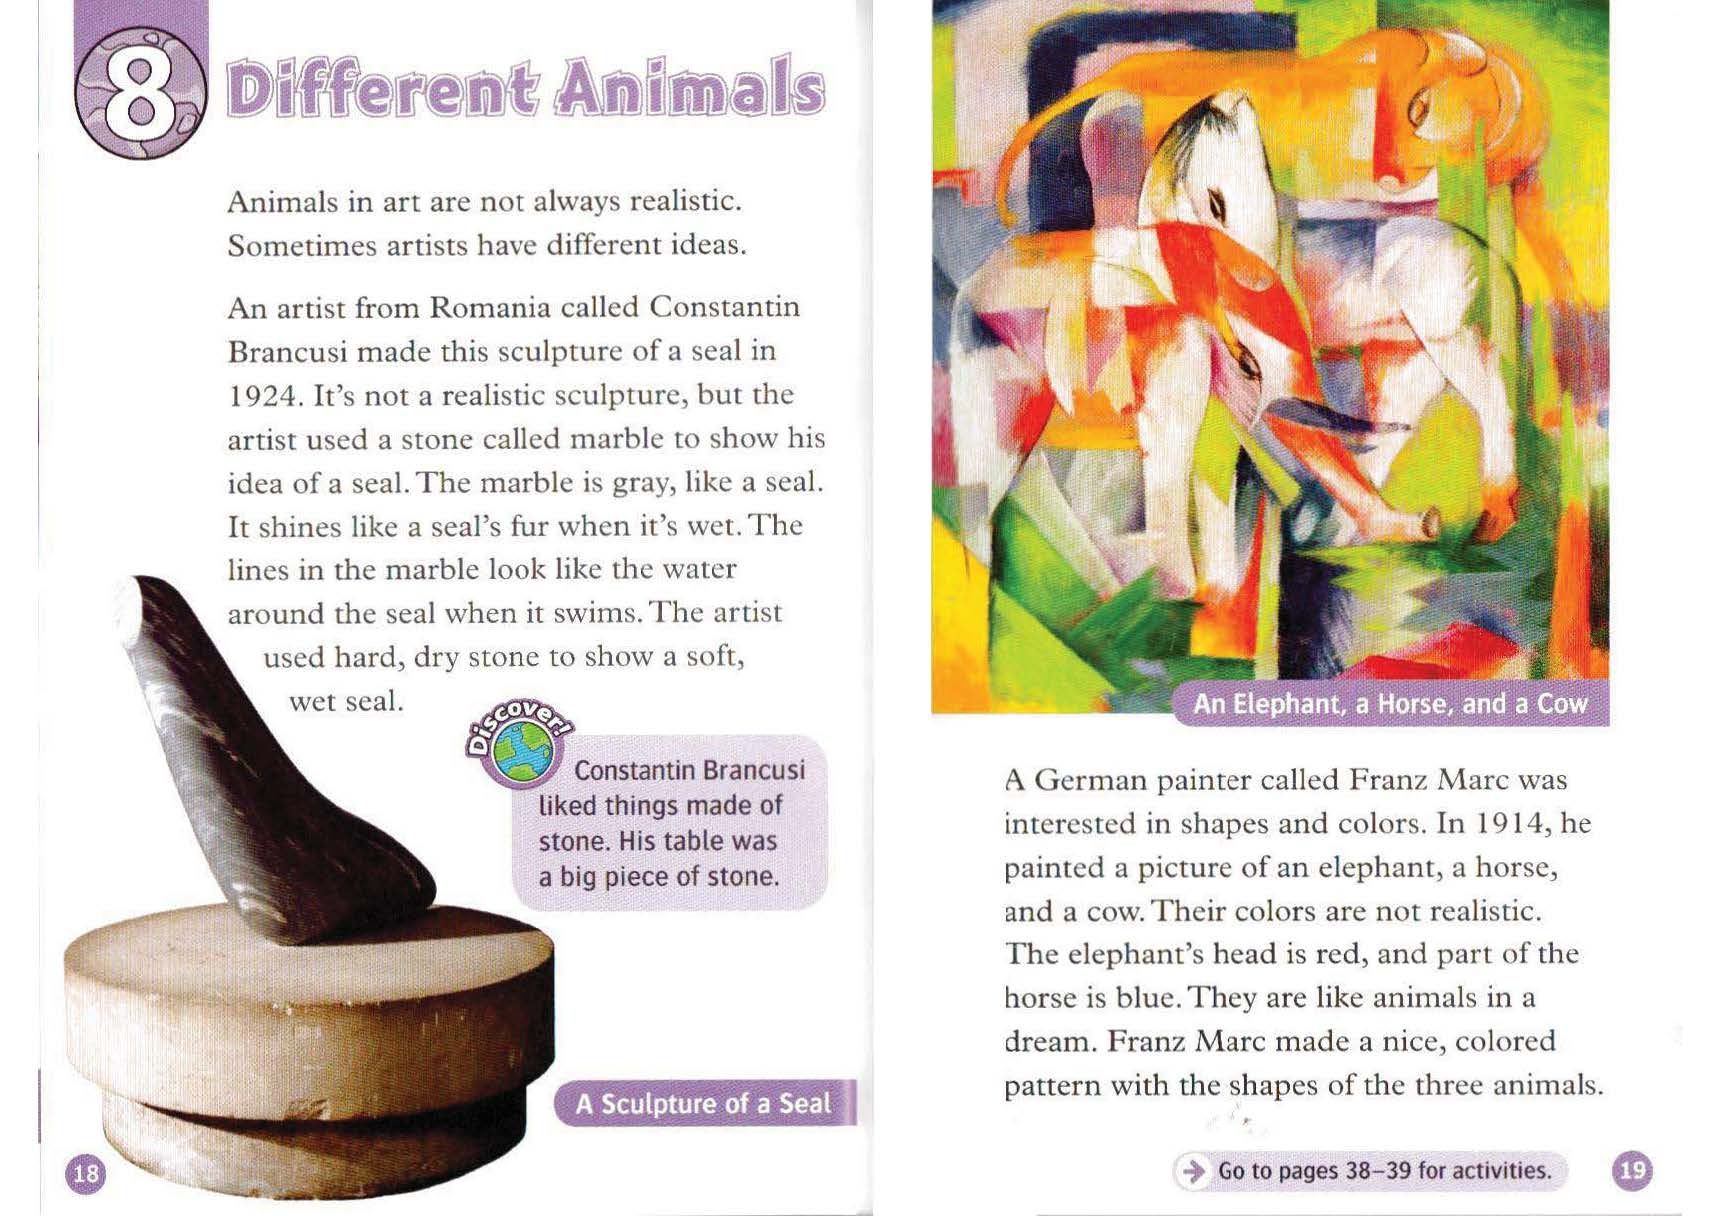 8
Different Animals
Animals in art are not always realistic.
Sometimes artists have different ideas.
An artist from Romania called Constantin
Brancusi made this sculpture of a seal in
1924. It's not a realistic sculpture, but the
artist used a stone called marble to show his
idea of a seal. The marble is gray, like a seal.
It shines like a seal's fur when it's wet. The
lines in the marble look like the water
around the seal when it swims. The artist
used hard, dry stone to show a soft,
wet seal.
Discover!
Constantin Brancusi
liked things made of
stone. His table was
a big piece of stone.
A Sculpture of a Seal
18
An Elephant, a Horse, and a Cow
A German painter called Franz Marc was
interested in shapes and colors. In 1914, he
painted a picture of an elephant, a horse,
and a cow. Their colors are not realistic.
The elephant's head is red, and part of the
horse is blue. They are like animals in a
dream. Franz Marc made a nice, colored
pattern with the shapes of the three animals.
Go to pages 38–39 for activities.
19